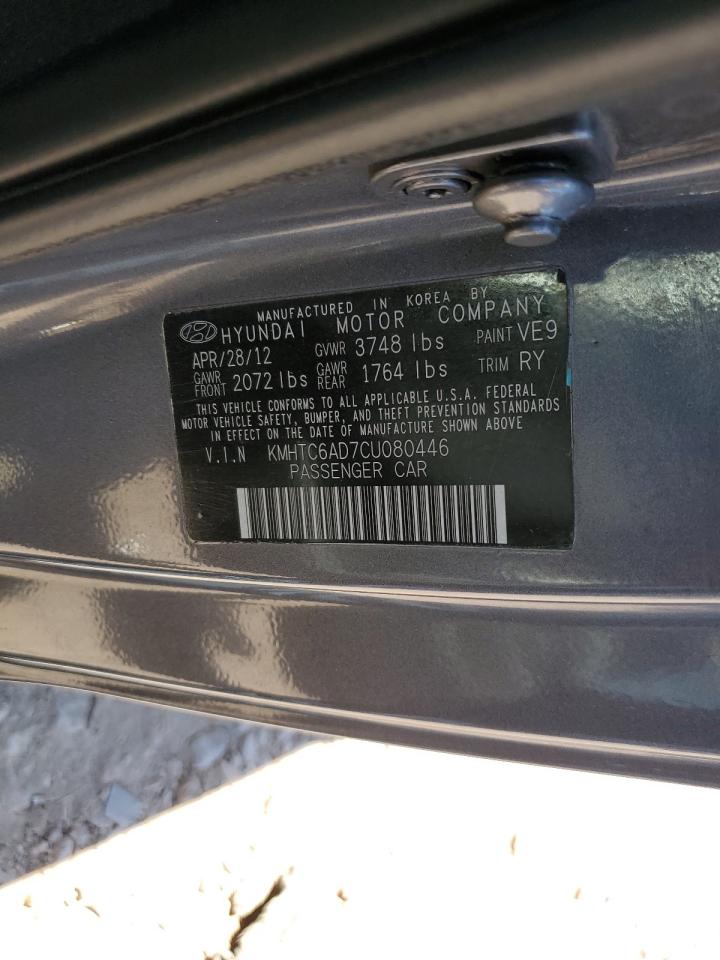 MANUFACTURED IN KOREA BY
HYUNDAI MOTOR COMPANY
APR/28/12 GVWR 3748 lbs PAINT VE9
GAWR FRONT 2072 lbs GAWR REAR 1764 lbs TRIM RY
THIS VEHICLE CONFORMS TO ALL APPLICABLE U.S.A. FEDERAL
MOTOR VEHICLE SAFETY, BUMPER, AND THEFT PREVENTION STANDARDS
IN EFFECT ON THE DATE OF MANUFACTURE SHOWN ABOVE.
V.I.N KMHTC6AD7CU080446
PASSENGER CAR